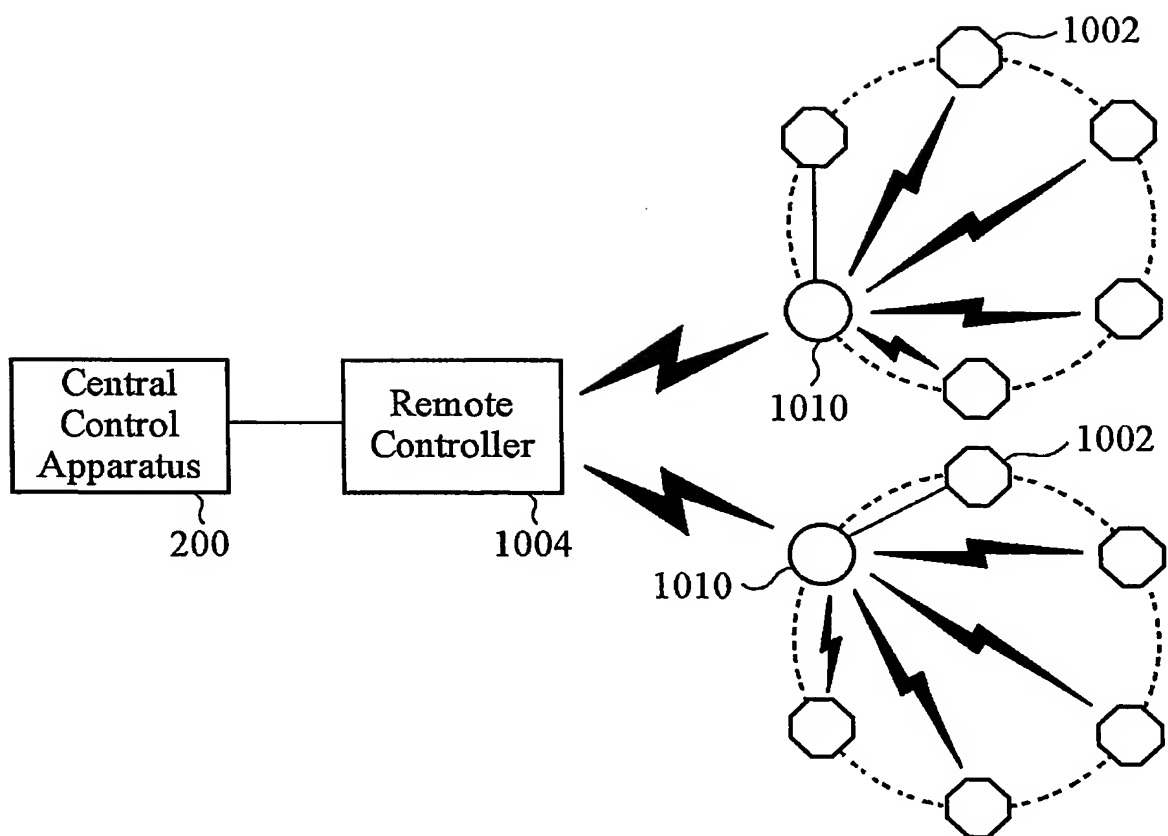 1002
Central
Control
Apparatus
200
Remote
Controller
1004
1010
1002
1010